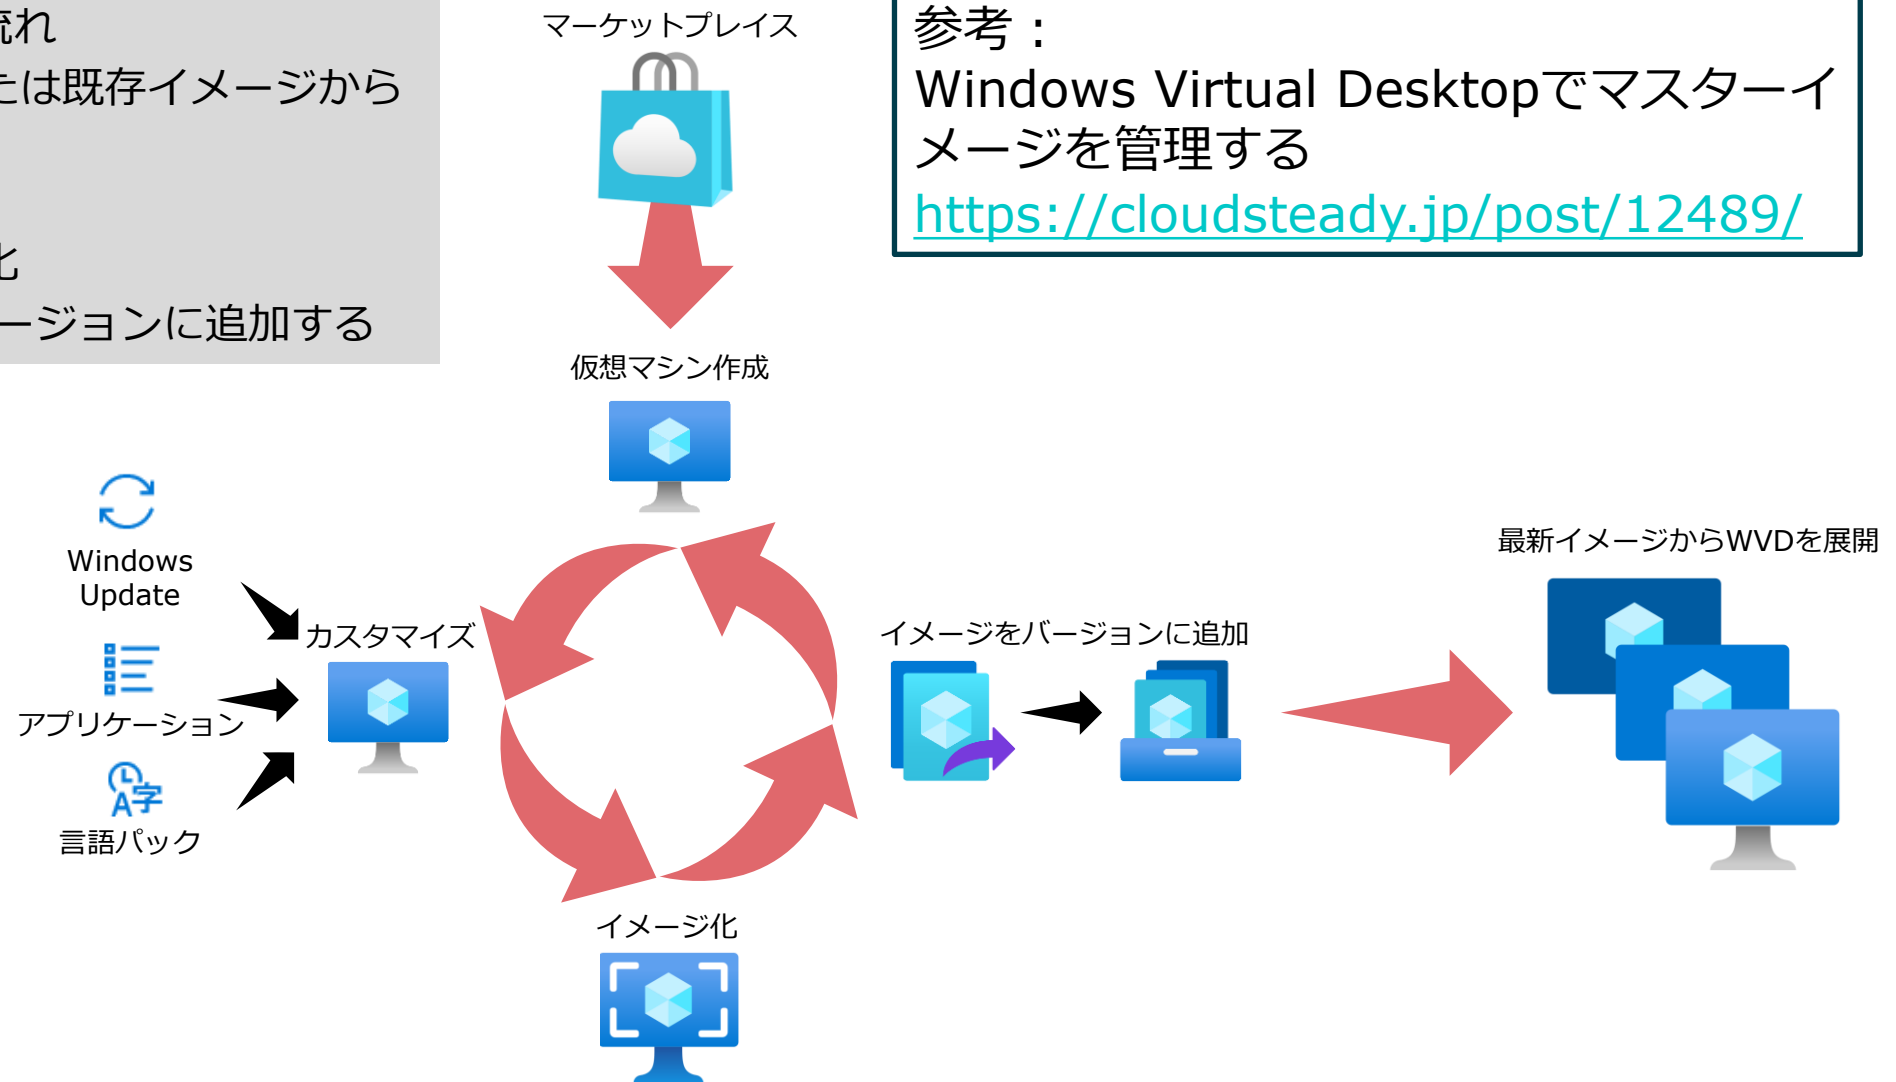 流れ
たは既存イメージから
化
ージョンに追加する
マーケットプレイス
参考：
Windows Virtual Desktopでマスターイ
メージを管理する
https://cloudsteady.jp/post/12489/
仮想マシン作成
Windows
Update
アプリケーション
言語パック
カスタマイズ
イメージ化
イメージをバージョンに追加
最新イメージからWVDを展開